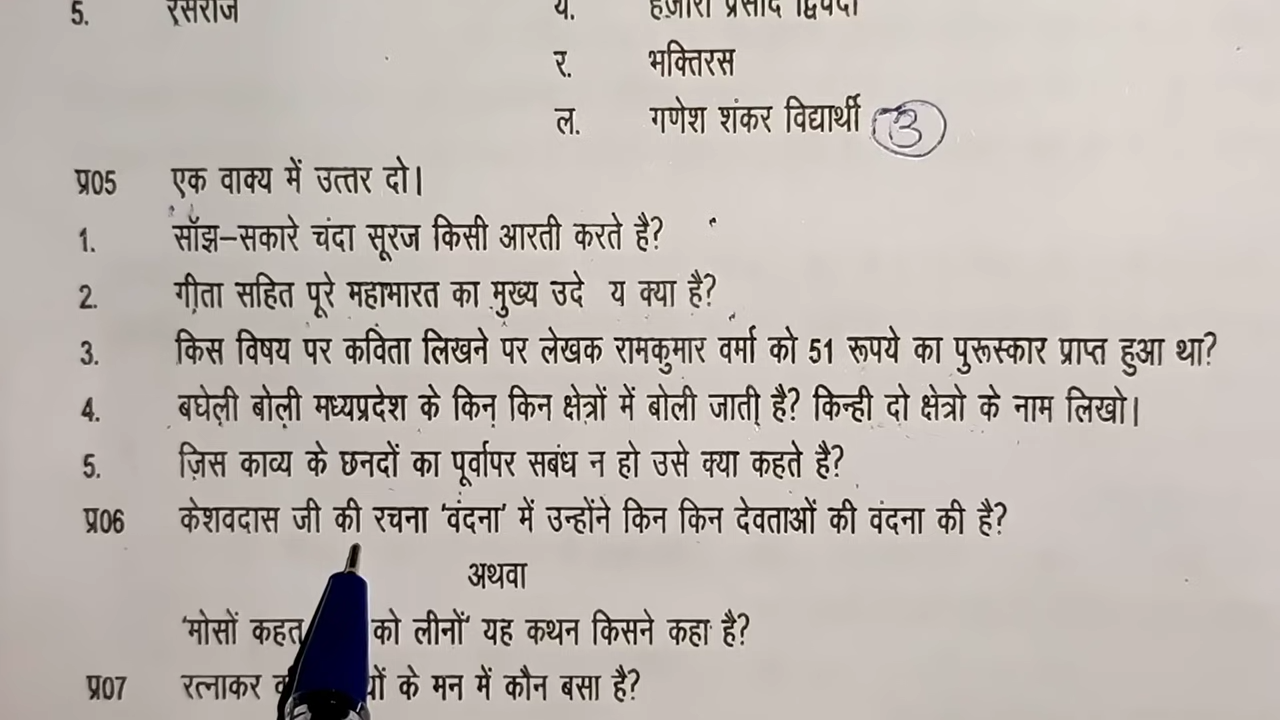 5. रसराज य. हजारी प्रसाद द्विवेदी
र. भक्तिरस
ल. गणेश शंकर विद्यार्थी 3
प्र05 एक वाक्य में उत्तर दो।
1. सॉझ–सकारे चंदा सूरज किसी आरती करते है?
2. गीता सहित पूरे महाभारत का मुख्य उदे य क्या है?
3. किस विषय पर कविता लिखने पर लेखक रामकुमार वर्मा को 51 रूपये का पुरूस्कार प्राप्त हुआ था?
4. बघेली बोली मध्यप्रदेश के किन किन क्षेत्रों में बोली जाती है? किन्ही दो क्षेत्रो के नाम लिखो।
5. जिस काव्य के छनदों का पूर्वापर सबंध न हो उसे क्या कहते है?
प्र06 केशवदास जी की रचना 'वंदना' में उन्होंने किन किन देवताओं की वंदना की है?
अथवा
'मोसों कहत को लीनों' यह कथन किसने कहा है?
प्र07 रत्नाकर के मन में कौन बसा है?